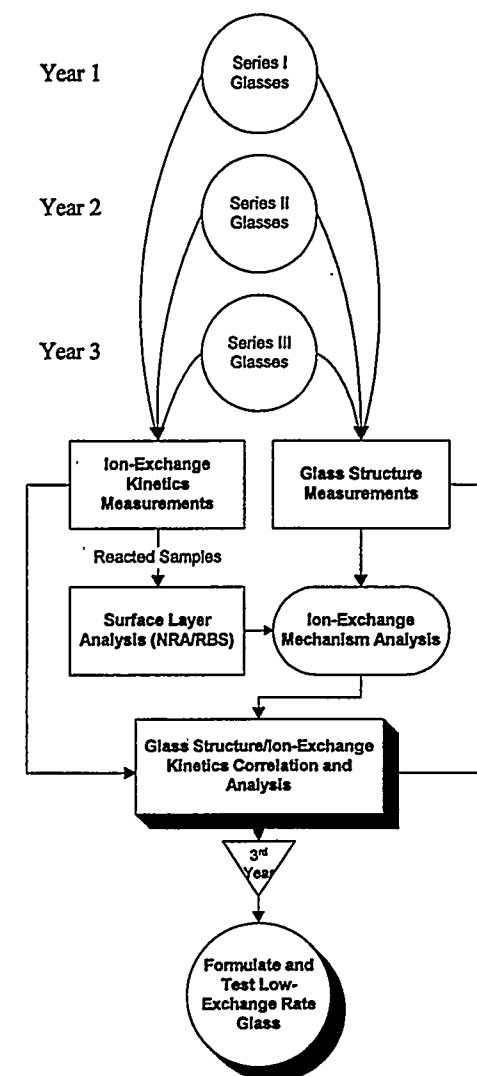 Year 1
Series I
Glasses
Year 2
Series II
Glasses
Year 3
Series III
Glasses
Ion-Exchange
Kinetics
Measurements
Glass Structure
Measurements
Reacted Samples
Surface Layer
Analysis (NRA/RBS)
Ion-Exchange
Mechanism Analysis
Glass Structure/Ion-Exchange
Kinetics Correlation and
Analysis
3rd
Year
Formulate and
Test Low-
Exchange Rate
Glass